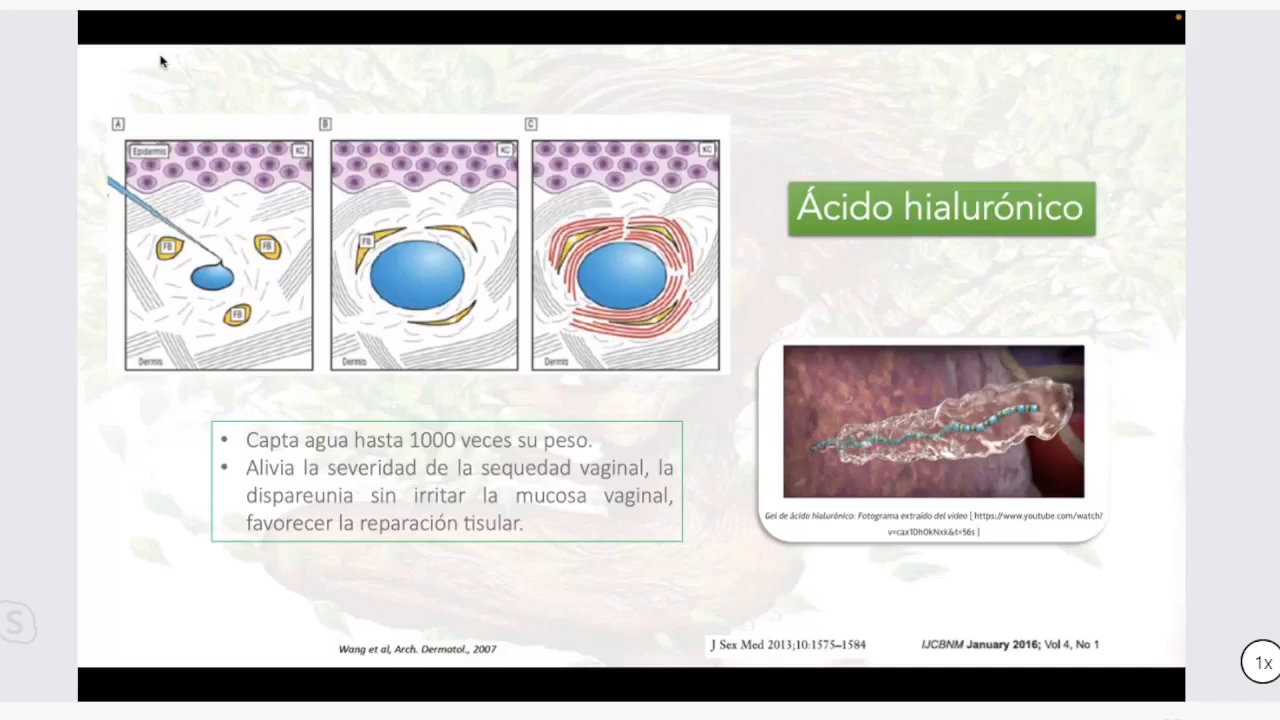 A
B
C
Epidermis
KC
KC
KC
FB
FB
FB
FB
Dermis
Dermis
Dermis
Ácido hialurónico
• Capta agua hasta 1000 veces su peso.
• Alivia la severidad de la sequedad vaginal, la
dispareunia sin irritar la mucosa vaginal,
favorecer la reparación tisular.
Gel de ácido hialurónico: Fotograma extraído del video [ https://www.youtube.com/watch?
v=cax1Dh0kNxk&t=56s ]
Wang et al, Arch. Dermatol., 2007
J Sex Med 2013;10:1575–1584
IJCBNM January 2016; Vol 4, No 1
S
1x